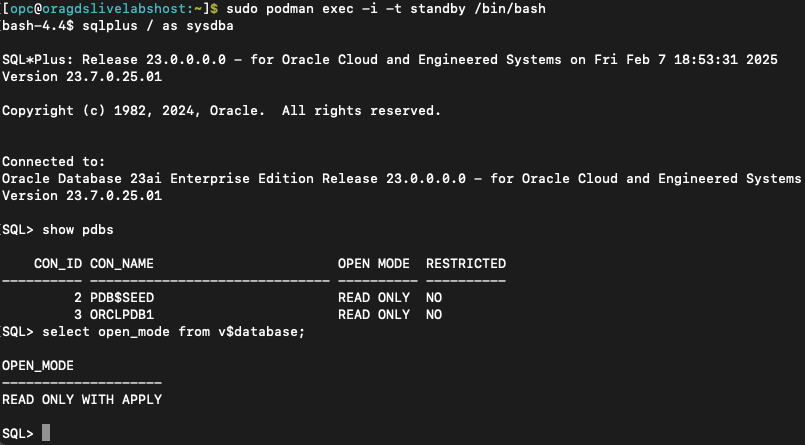 [[opc@oragdslivelabshost:~]$ sudo podman exec -i -t standby /bin/bash
[bash-4.4$ sqlplus / as sysdba
SQL*Plus: Release 23.0.0.0.0 - for Oracle Cloud and Engineered Systems on Fri Feb 7 18:53:31 2025
Version 23.7.0.25.01
Copyright (c) 1982, 2024, Oracle.  All rights reserved.
Connected to:
Oracle Database 23ai Enterprise Edition Release 23.0.0.0.0 - for Oracle Cloud and Engineered Systems
Version 23.7.0.25.01
[SQL> show pdbs
    CON_ID CON_NAME                       OPEN MODE  RESTRICTED
---------- ------------------------------ ---------- ----------
         2 PDB$SEED                       READ ONLY  NO
         3 ORCLPDB1                       READ ONLY  NO
[SQL> select open_mode from v$database;
OPEN_MODE
--------------------
READ ONLY WITH APPLY
SQL>